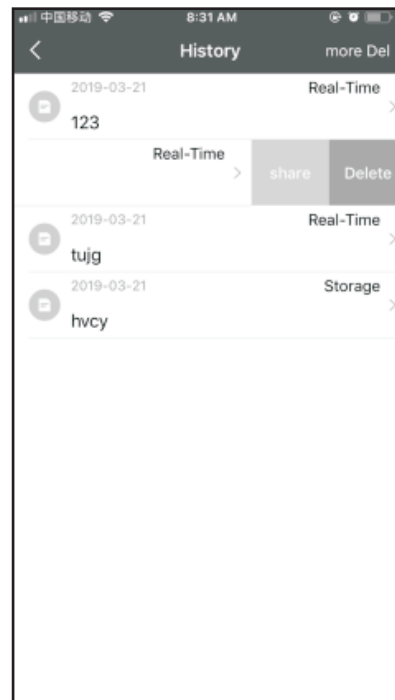 中国移动 8:31 AM
History more Del
2019-03-21 Real-Time
123
Real-Time share Delete
2019-03-21 Real-Time
tujg
2019-03-21 Storage
hvcy